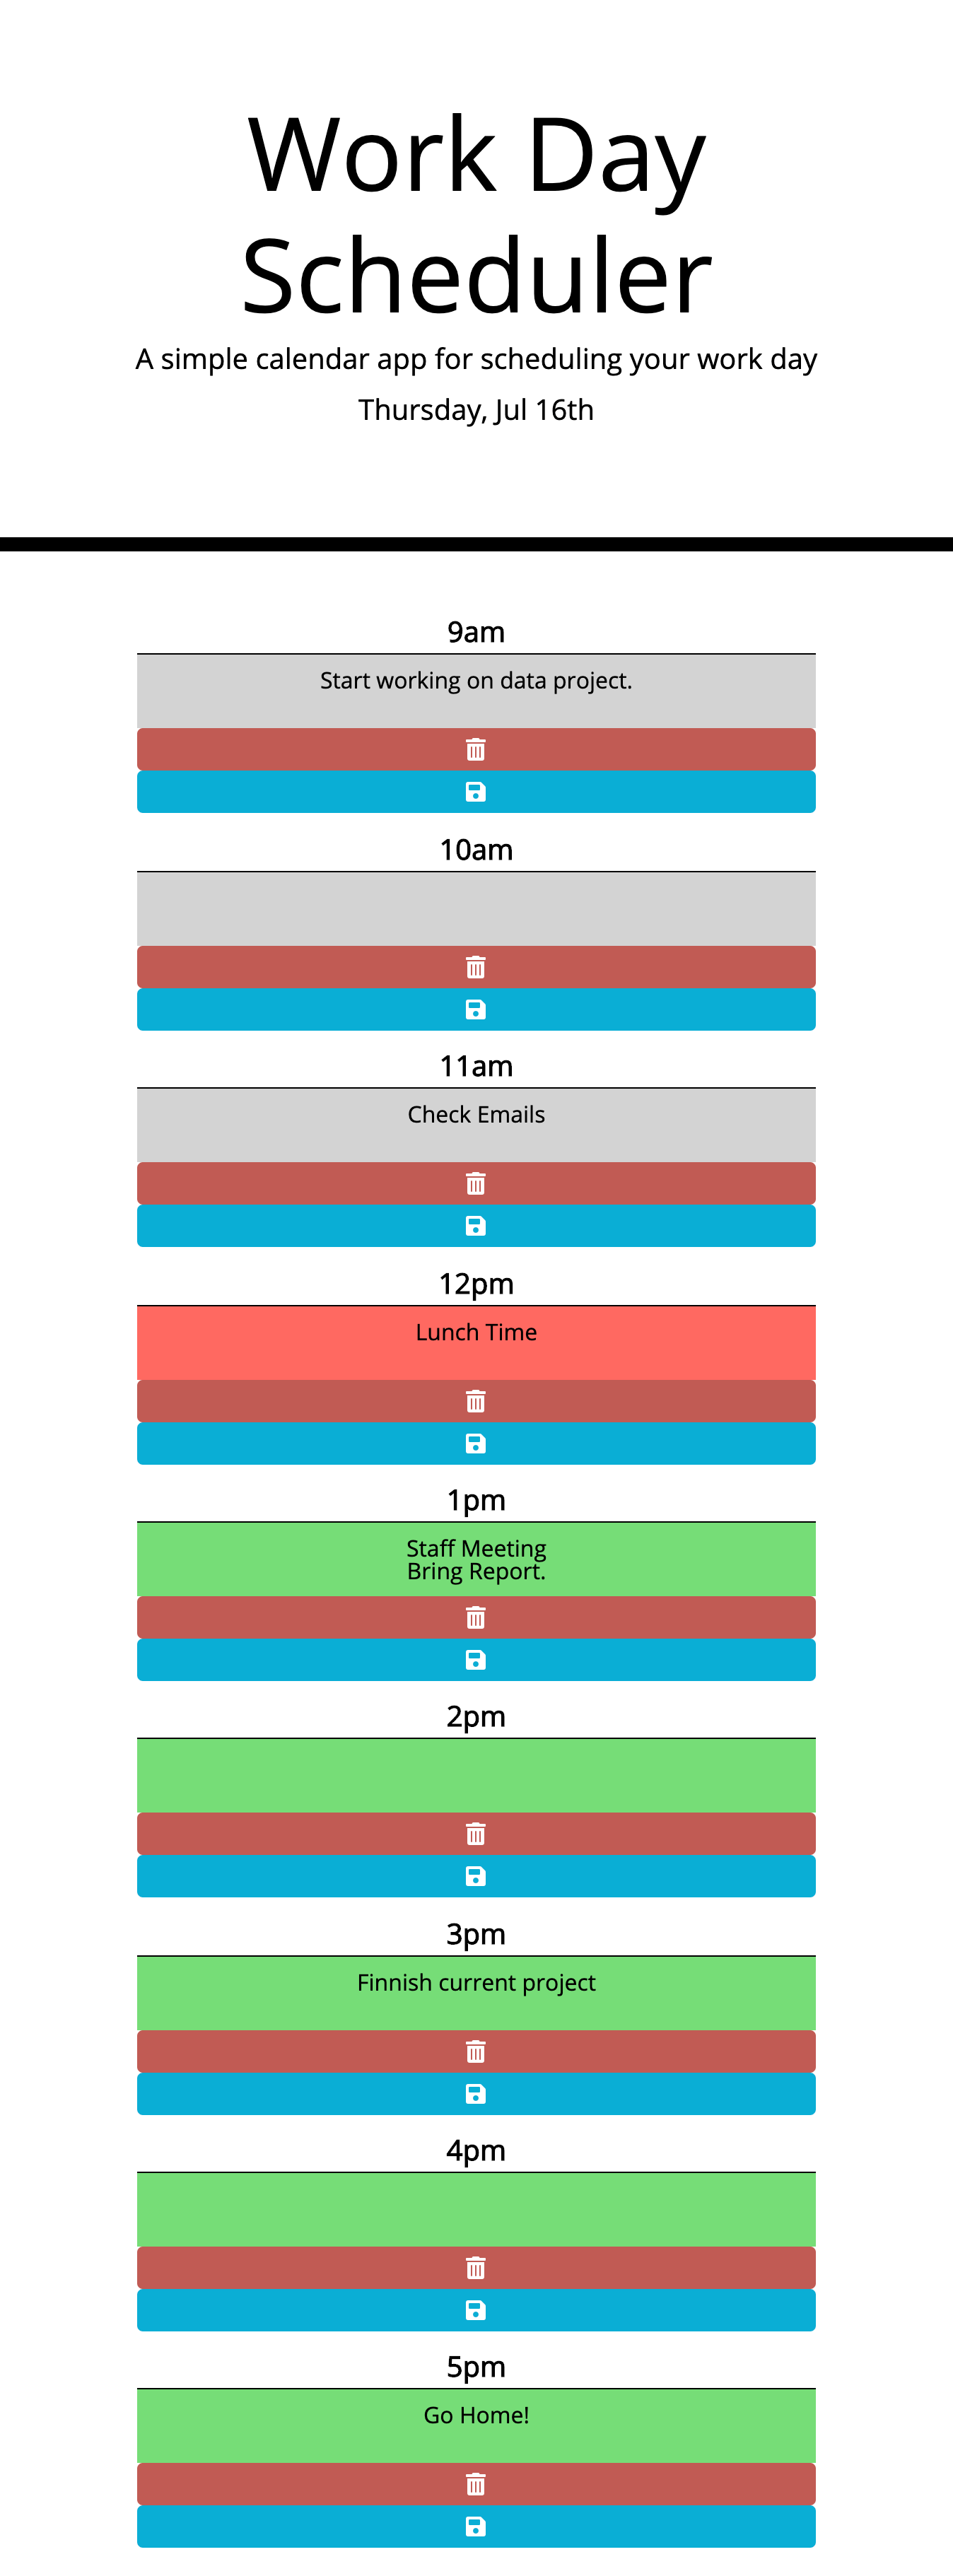 Work Day
Scheduler
A simple calendar app for scheduling your work day
Thursday, Jul 16th
9am
Start working on data project.
10am
11am
Check Emails
12pm
Lunch Time
1pm
Staff Meeting
Bring Report.
2pm
3pm
Finnish current project
4pm
5pm
Go Home!